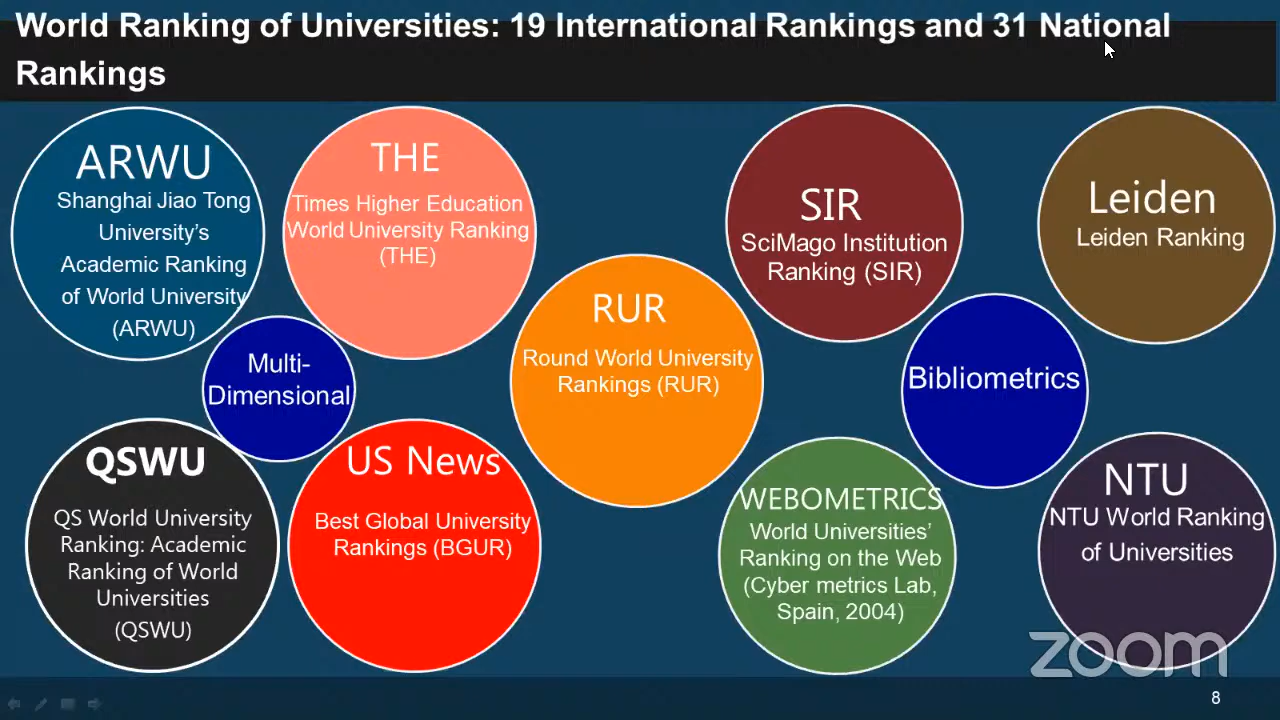 World Ranking of Universities: 19 International Rankings and 31 National
Rankings
ARWU
Shanghai Jiao Tong
University's
Academic Ranking
of World University
(ARWU)
THE
Times Higher Education
World University Ranking
(THE)
SIR
SciMago Institution
Ranking (SIR)
Leiden
Leiden Ranking
RUR
Round World University
Rankings (RUR)
Multi-
Dimensional
Bibliometrics
QSWU
QS World University
Ranking: Academic
Ranking of World
Universities
(QSWU)
US News
Best Global University
Rankings (BGUR)
WEBOMETRICS
World Universities'
Ranking on the Web
(Cyber metrics Lab,
Spain, 2004)
NTU
NTU World Ranking
of Universities
zoom
8